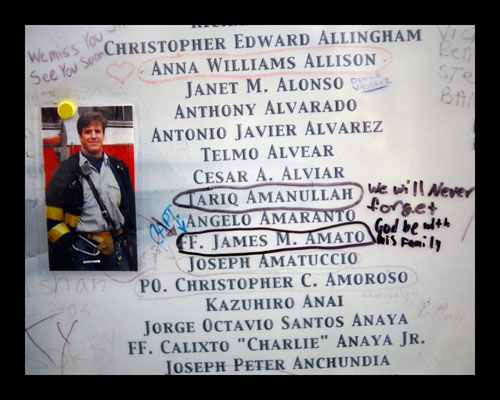 We miss you
See you soon
CHRISTOPHER EDWARD ALLINGHAM
ANNA WILLIAMS ALLISON
JANET M. ALONSO
ANTHONY ALVARADO
ANTONIO JAVIER ALVAREZ
TELMO ALVEAR
CESAR A. ALVIAR
TARIQ AMANULLAH
We will Never
forget
ANGELO AMARANTO
CAPT.
FF. JAMES M. AMATO
God be with
his Family
JOSEPH AMATUCCIO
PO. CHRISTOPHER C. AMOROSO
KAZUHIRO ANAI
JORGE OCTAVIO SANTOS ANAYA
FF. CALIXTO "CHARLIE" ANAYA JR.
JOSEPH PETER ANCHUNDIA